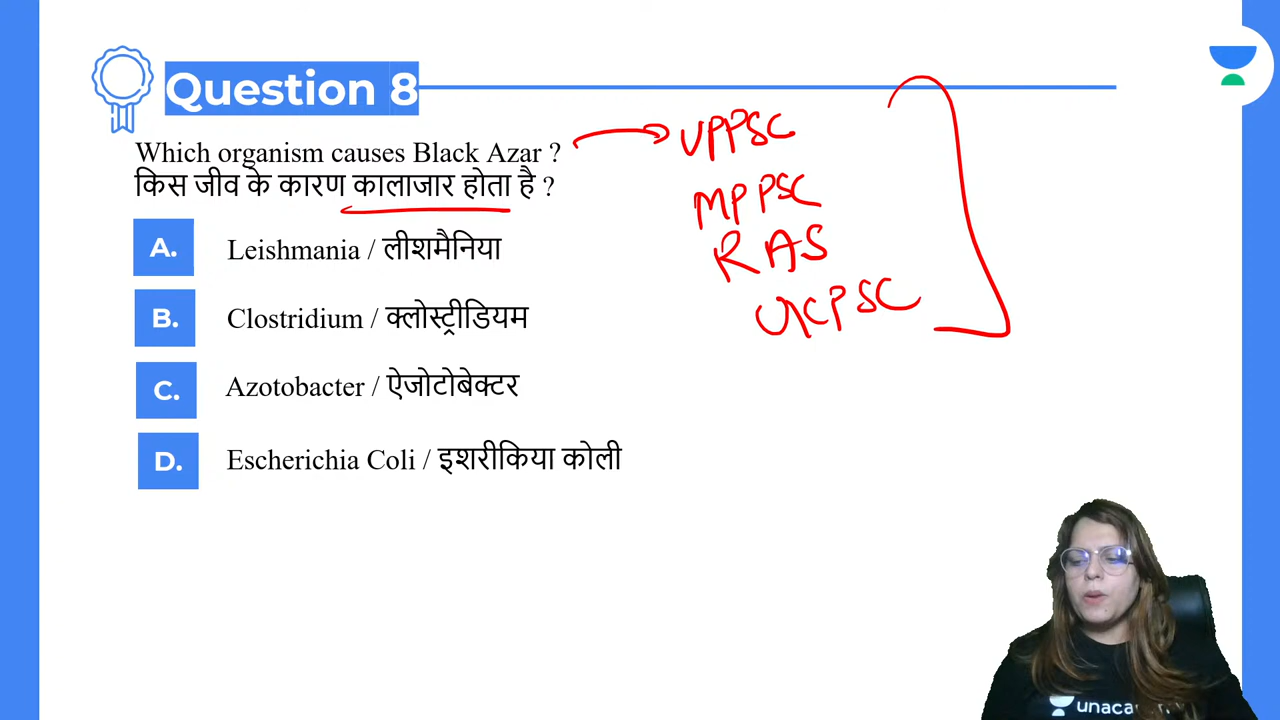 Question 8
Which organism causes Black Azar ?
किस जीव के कारण कालाजार होता है ?
UPPSC
MPPSC
RAS
UKPSC
A. Leishmania / लीशमैनिया
B. Clostridium / क्लोस्ट्रीडियम
C. Azotobacter / ऐजोटोबेक्टर
D. Escherichia Coli / इशरीकिया कोली